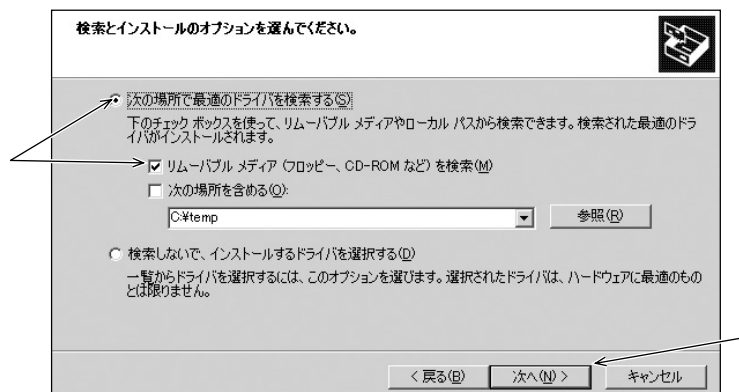 検索とインストールのオプションを選んでください。
次の場所で最適のドライバを検索する(S)
下のチェック ボックスを使って、リムーバブル メディアやローカル パスから検索できます。検索された最適のドラ
イバがインストールされます。
リムーバブル メディア (フロッピー、CD-ROM など) を検索(M)
次の場所を含める(O):
C:¥temp
参照(R)
検索しないで、インストールするドライバを選択する(D)
一覧からドライバを選択するには、このオプションを選びます。選択されたドライバは、ハードウェアに最適のもの
とは限りません。
< 戻る(B)
次へ(N) >
キャンセル